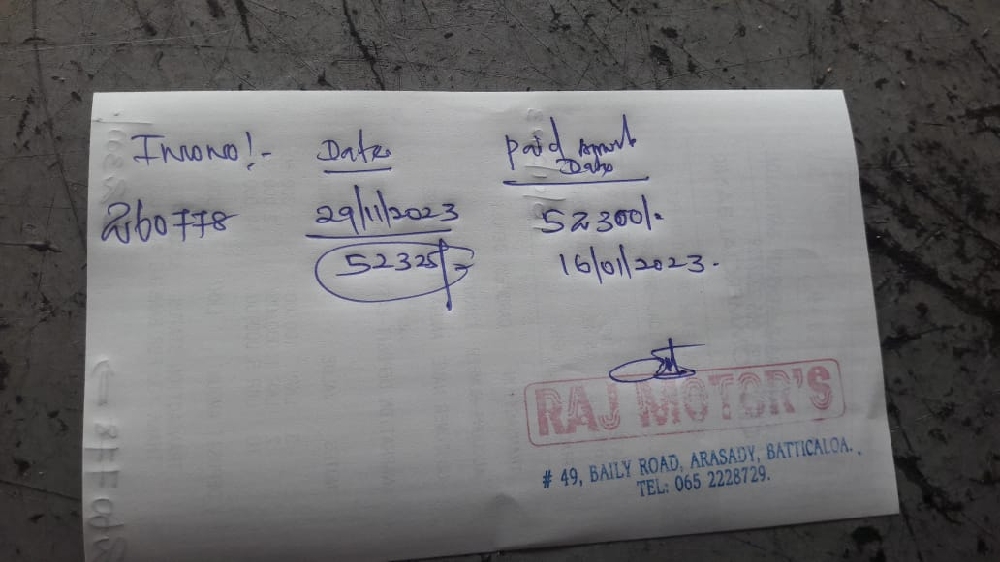 Invono!- Date Paid Amut
Date
260778 29/11/2023 52300/.
52325/= 16/01/2023.
RAJ MOTOR'S
# 49, BAILY ROAD, ARASADY, BATTICALOA.
TEL: 065 2228729.